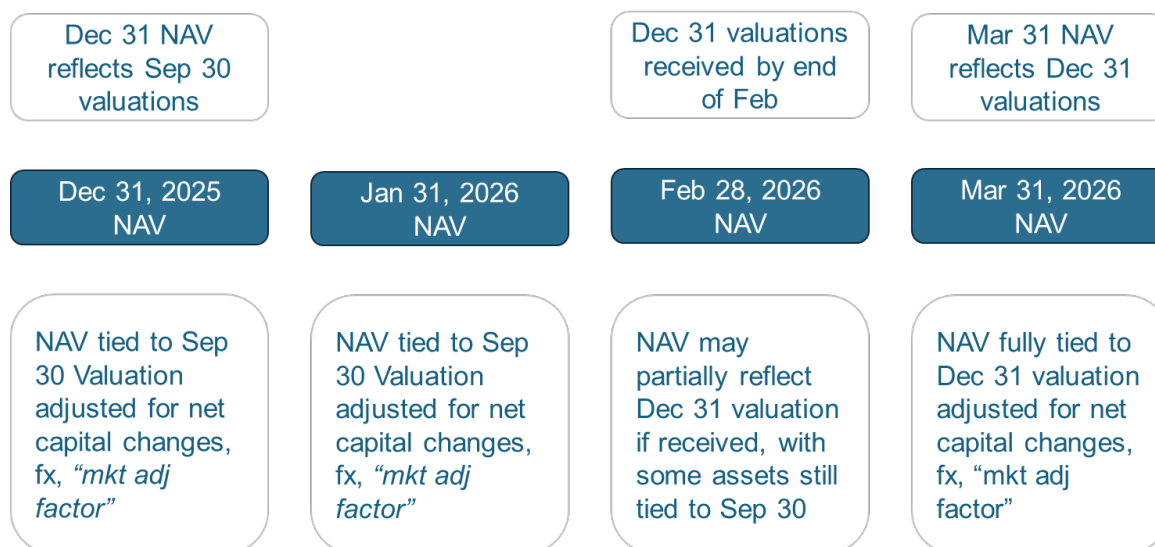 Dec 31 NAV
reflects Sep 30
valuations
Dec 31 valuations
received by end
of Feb
Mar 31 NAV
reflects Dec 31
valuations
Dec 31, 2025
NAV
Jan 31, 2026
NAV
Feb 28, 2026
NAV
Mar 31, 2026
NAV
NAV tied to Sep
30 Valuation
adjusted for net
capital changes,
fx, “mkt adj
factor”
NAV tied to Sep
30 Valuation
adjusted for net
capital changes,
fx, “mkt adj
factor”
NAV may
partially reflect
Dec 31 valuation
if received, with
some assets still
tied to Sep 30
NAV fully tied to
Dec 31 valuation
adjusted for net
capital changes,
fx, “mkt adj
factor”